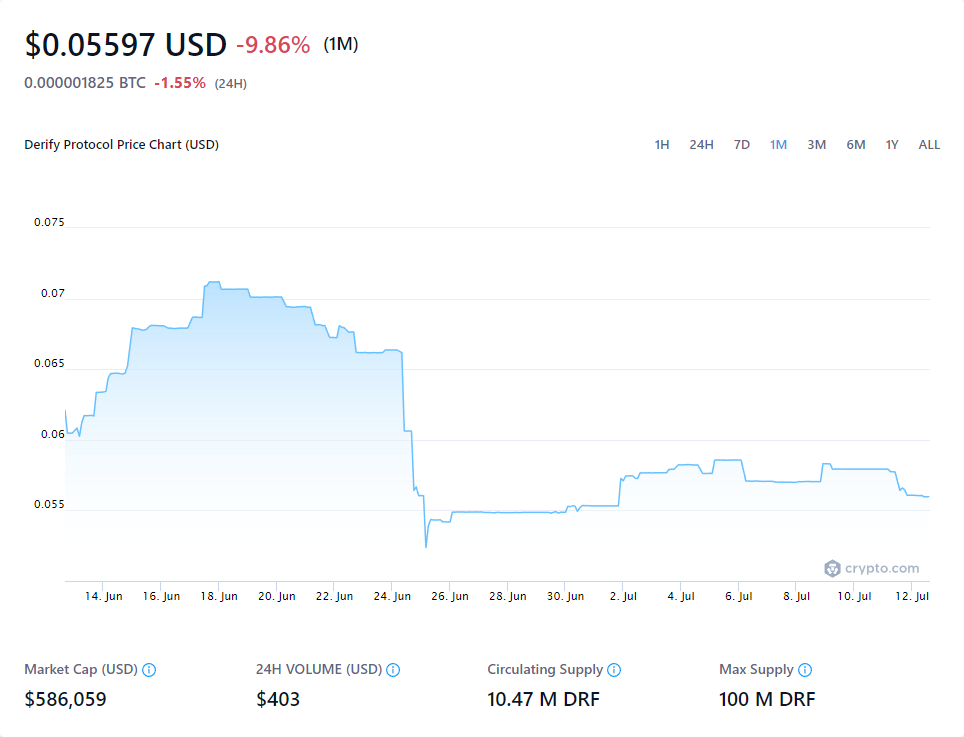 $0.05597 USD -9.86% (1M)
0.000001825 BTC -1.55% (24H)
Derify Protocol Price Chart (USD) 1H 24H 7D 1M 3M 6M 1Y ALL
0.075
0.07
0.065
0.06
0.055
crypto.com
14. Jun 16. Jun 18. Jun 20. Jun 22. Jun 24. Jun 26. Jun 28. Jun 30. Jun 2. Jul 4. Jul 6. Jul 8. Jul 10. Jul 12. Jul
Market Cap (USD) 24H VOLUME (USD) Circulating Supply Max Supply
$586,059 $403 10.47 M DRF 100 M DRF